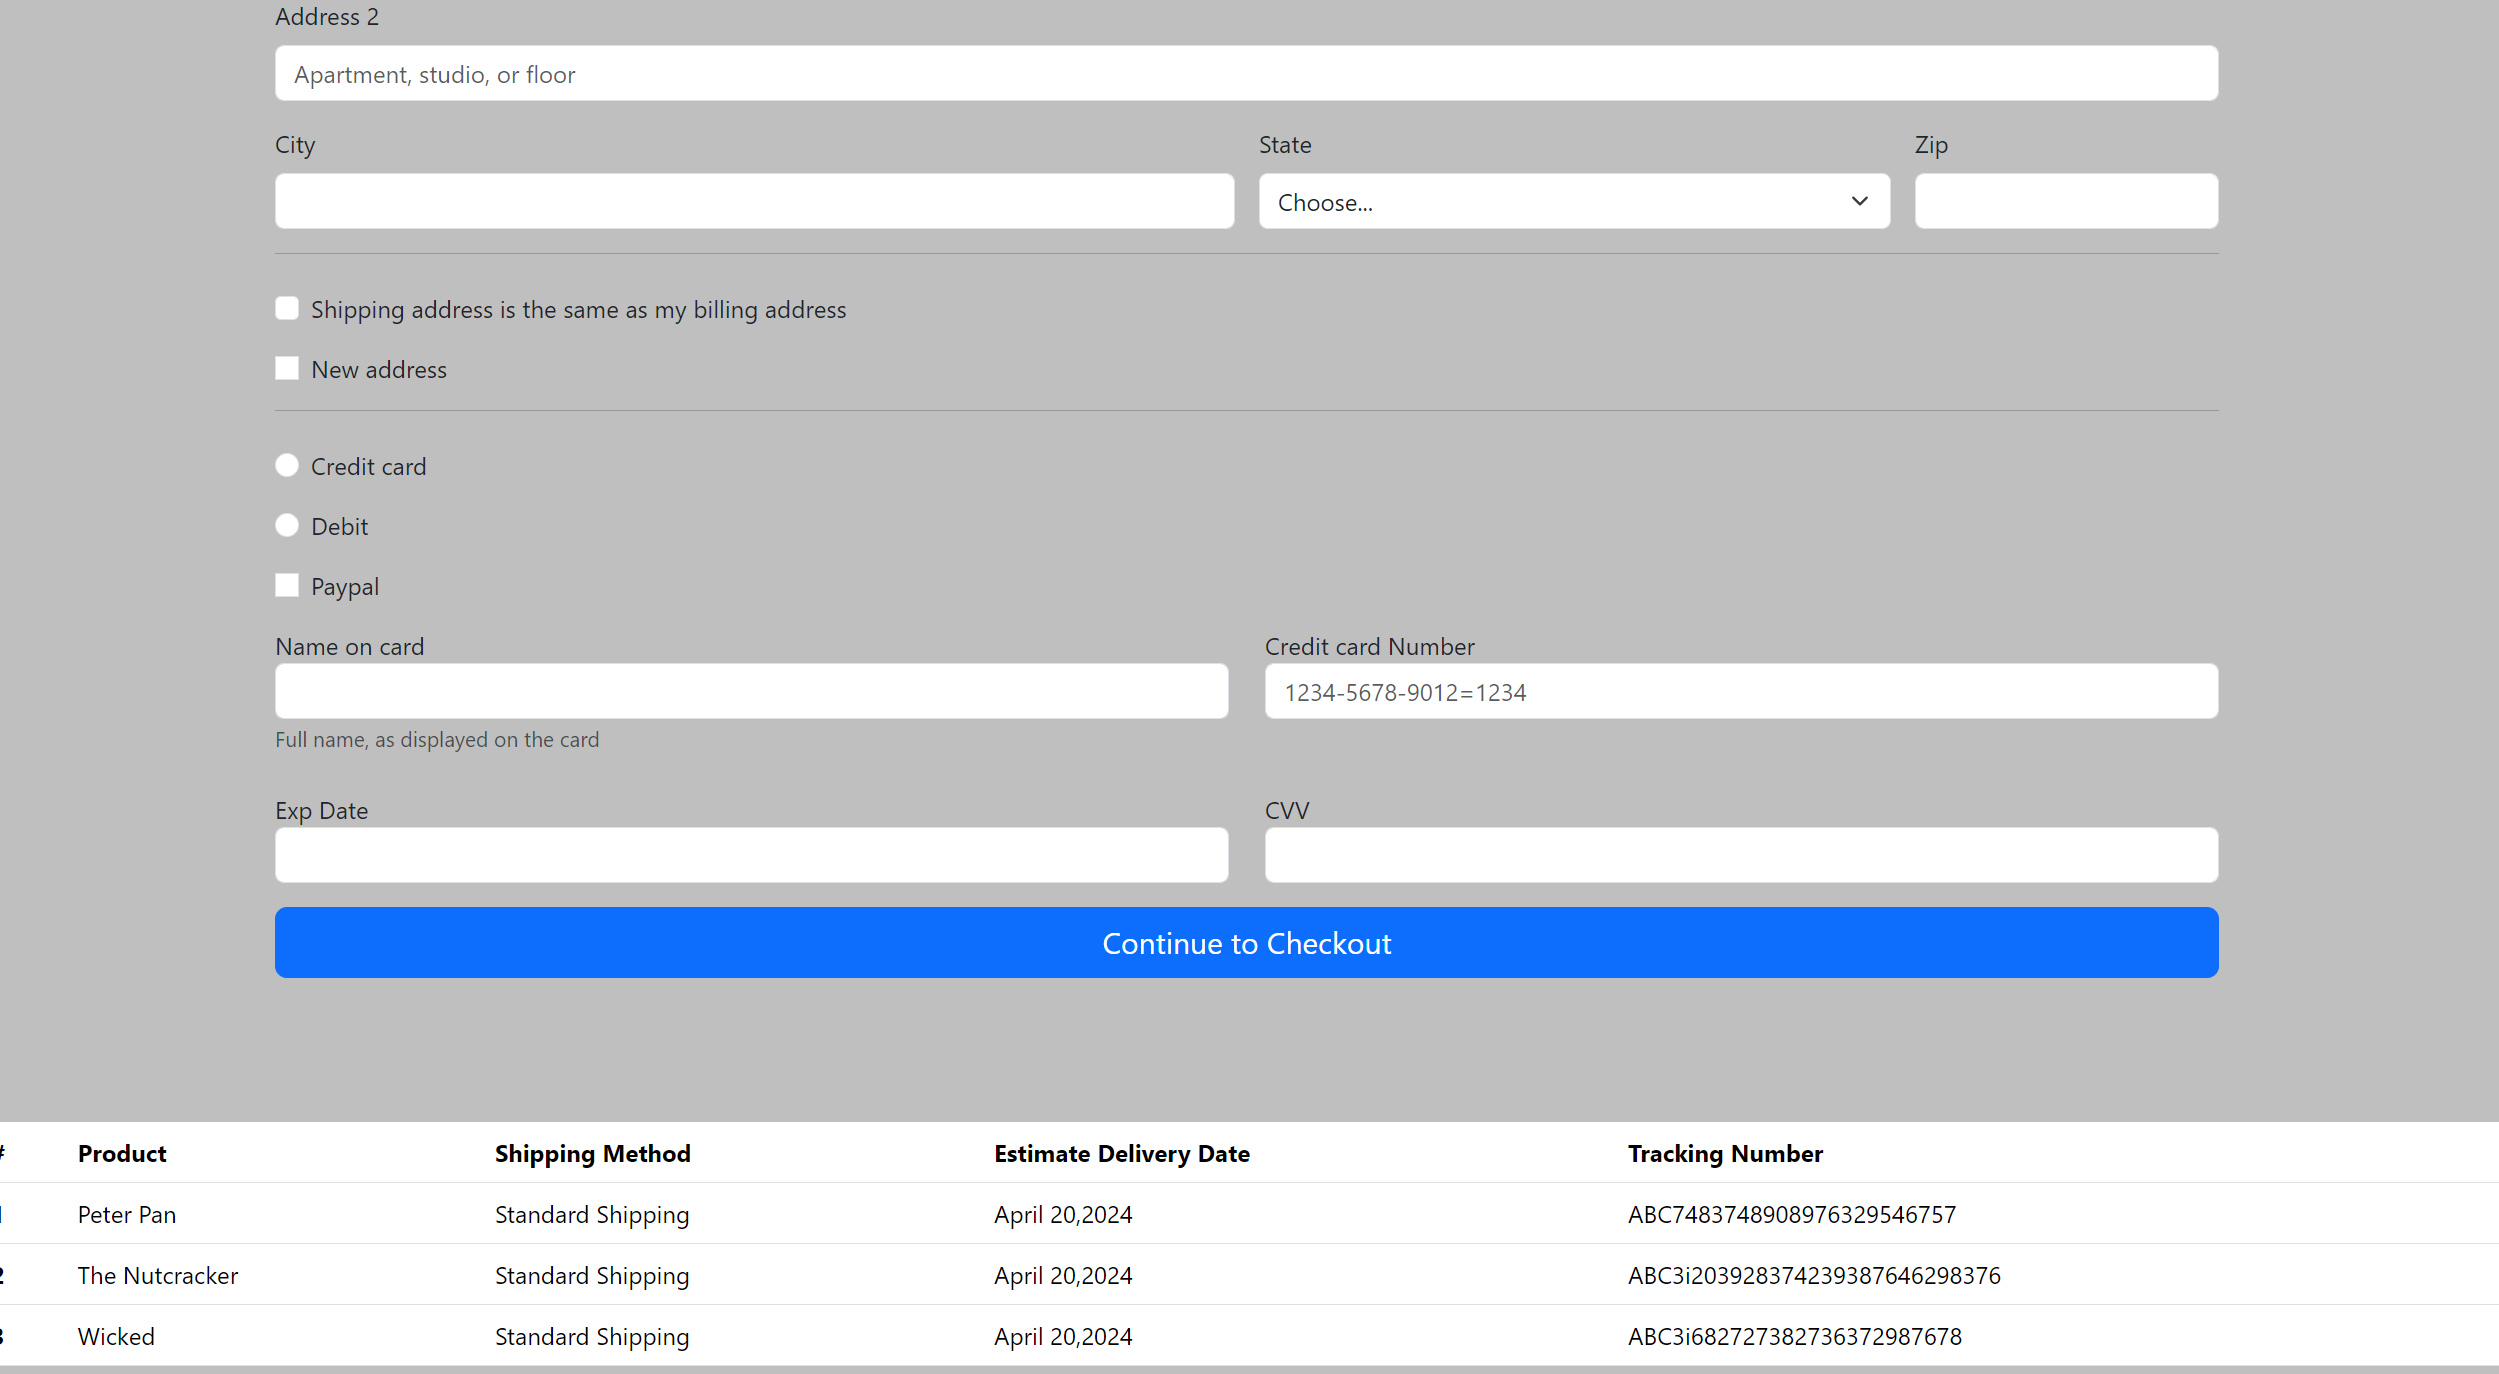 Address 2
Apartment, studio, or floor
City State Zip
Choose...
Shipping address is the same as my billing address
New address
Credit card
Debit
Paypal
Name on card Credit card Number
1234-5678-9012=1234
Full name, as displayed on the card
Exp Date CVV
Continue to Checkout
# Product Shipping Method Estimate Delivery Date Tracking Number
1 Peter Pan Standard Shipping April 20,2024 ABC7483748908976329546757
2 The Nutcracker Standard Shipping April 20,2024 ABC3i203928374239387646298376
3 Wicked Standard Shipping April 20,2024 ABC3i682727382736372987678